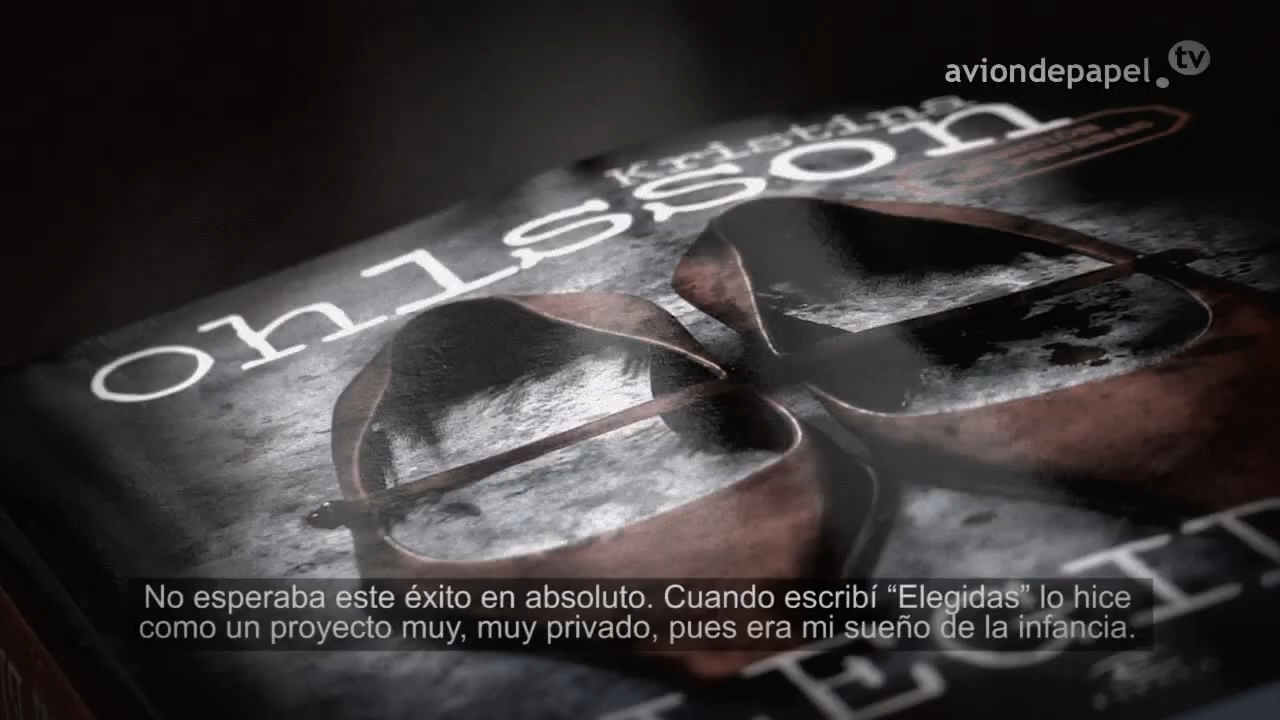 aviondepapel.tv
kristina
ohlsson
No esperaba este éxito en absoluto. Cuando escribí “Elegidas” lo hice
como un proyecto muy, muy privado, pues era mi sueño de la infancia.